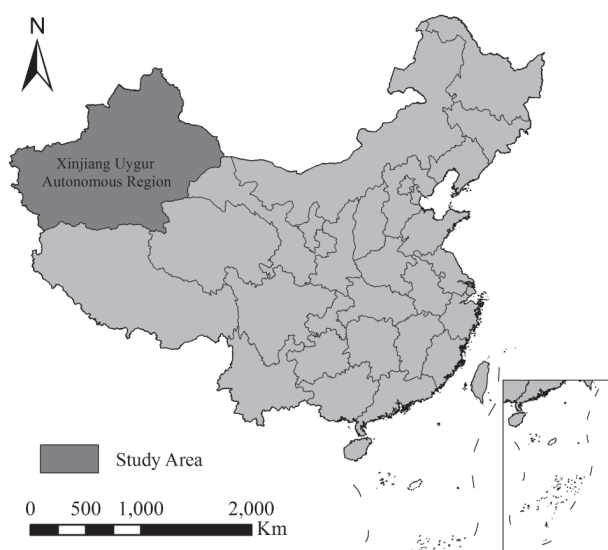 N
Xinjiang Uygur
Autonomous Region
Study Area
0 500 1,000 2,000
Km